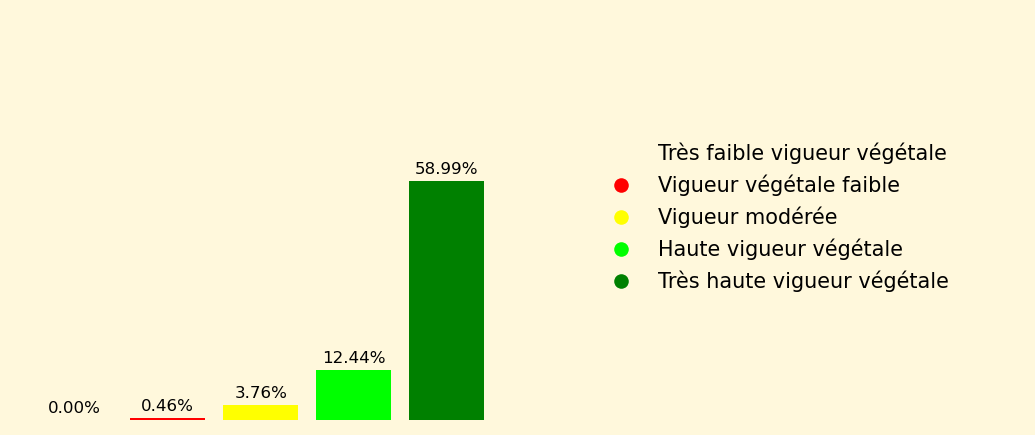 0.00%
0.46%
3.76%
12.44%
58.99%
Très faible vigueur végétale
Vigueur végétale faible
Vigueur modérée
Haute vigueur végétale
Très haute vigueur végétale